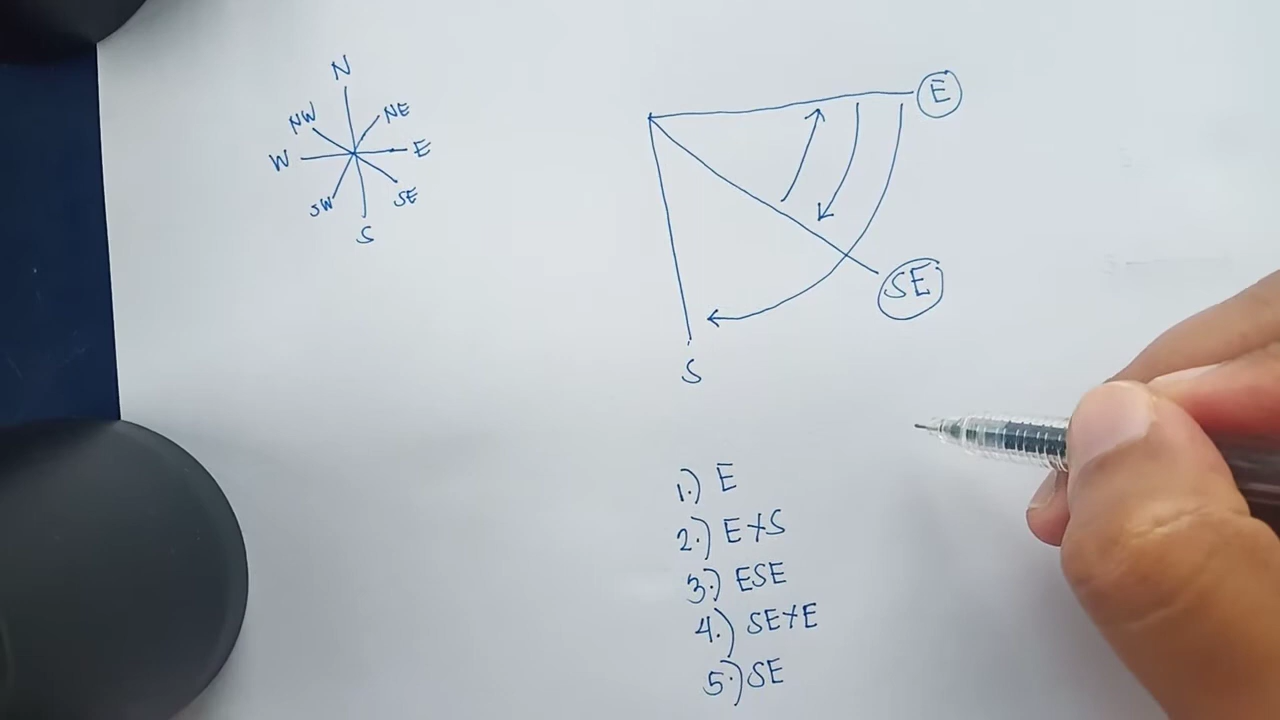 N
NW
NE
W
E
SW
SE
S
E
SE
S
1.) E
2.) E x S
3.) ESE
4.) SE x E
5.) SE